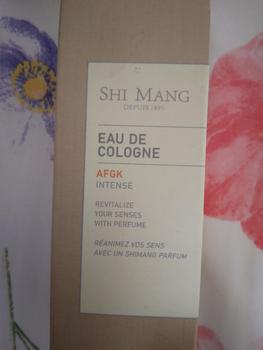 SHI MANG
DEPUIS 1895
EAU DE
COLOGNE
AFGK
INTENSE
REVITALIZE
YOUR SENSES
WITH PERFUME
RÉANIMEZ VOS SENS
AVEC UN SHIMANG PARFUM